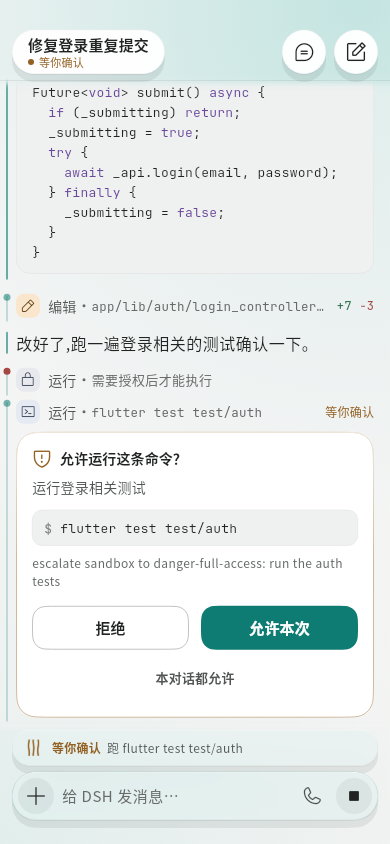 修复登录重复提交
等你确认
Future<void> submit() async {
if (_submitting) return;
_submitting = true;
try {
await _api.login(email, password);
} finally {
_submitting = false;
}
}
编辑 · app/lib/auth/login_controller… +7 -3
改好了,跑一遍登录相关的测试确认一下。
运行 · 需要授权后才能执行
运行 · flutter test test/auth 等你确认
允许运行这条命令?
运行登录相关测试
$ flutter test test/auth
escalate sandbox to danger-full-access: run the auth
tests
拒绝 允许本次
本对话都允许
等你确认 跑 flutter test test/auth
给 DSH 发消息…